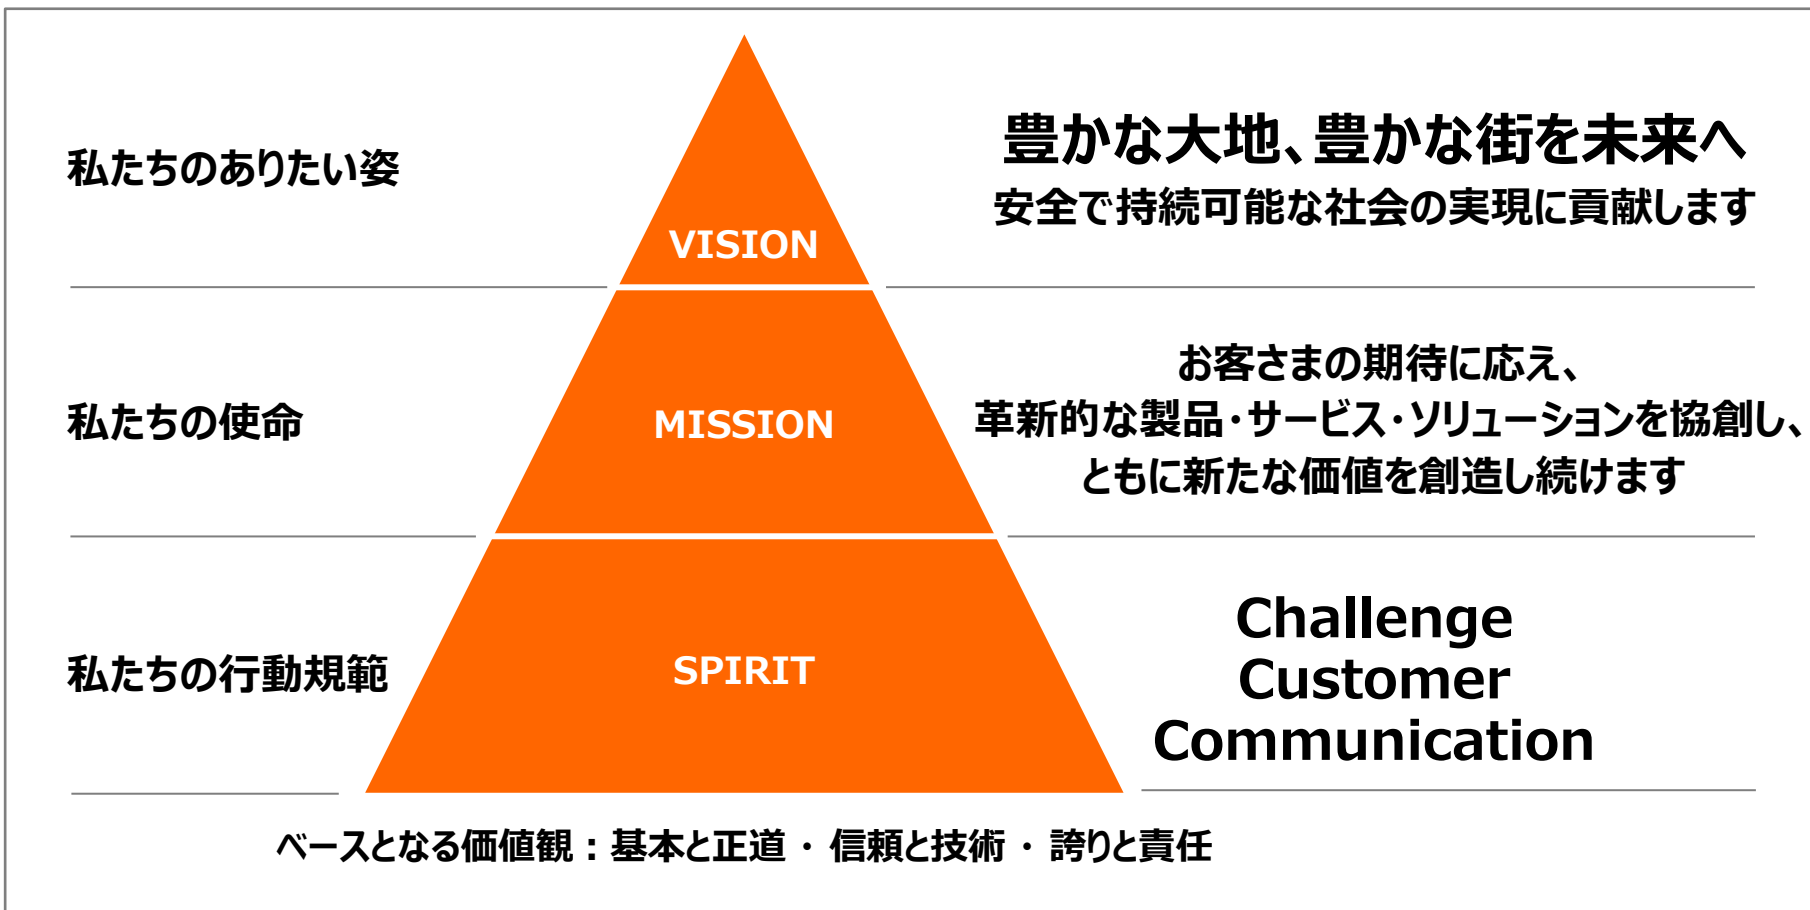 私たちのありたい姿
VISION
豊かな大地、豊かな街を未来へ
安全で持続可能な社会の実現に貢献します
私たちの使命
MISSION
お客さまの期待に応え、
革新的な製品・サービス・ソリューションを協創し、
ともに新たな価値を創造し続けます
私たちの行動規範
SPIRIT
Challenge
Customer
Communication
ベースとなる価値観：基本と正道 ・ 信頼と技術 ・ 誇りと責任